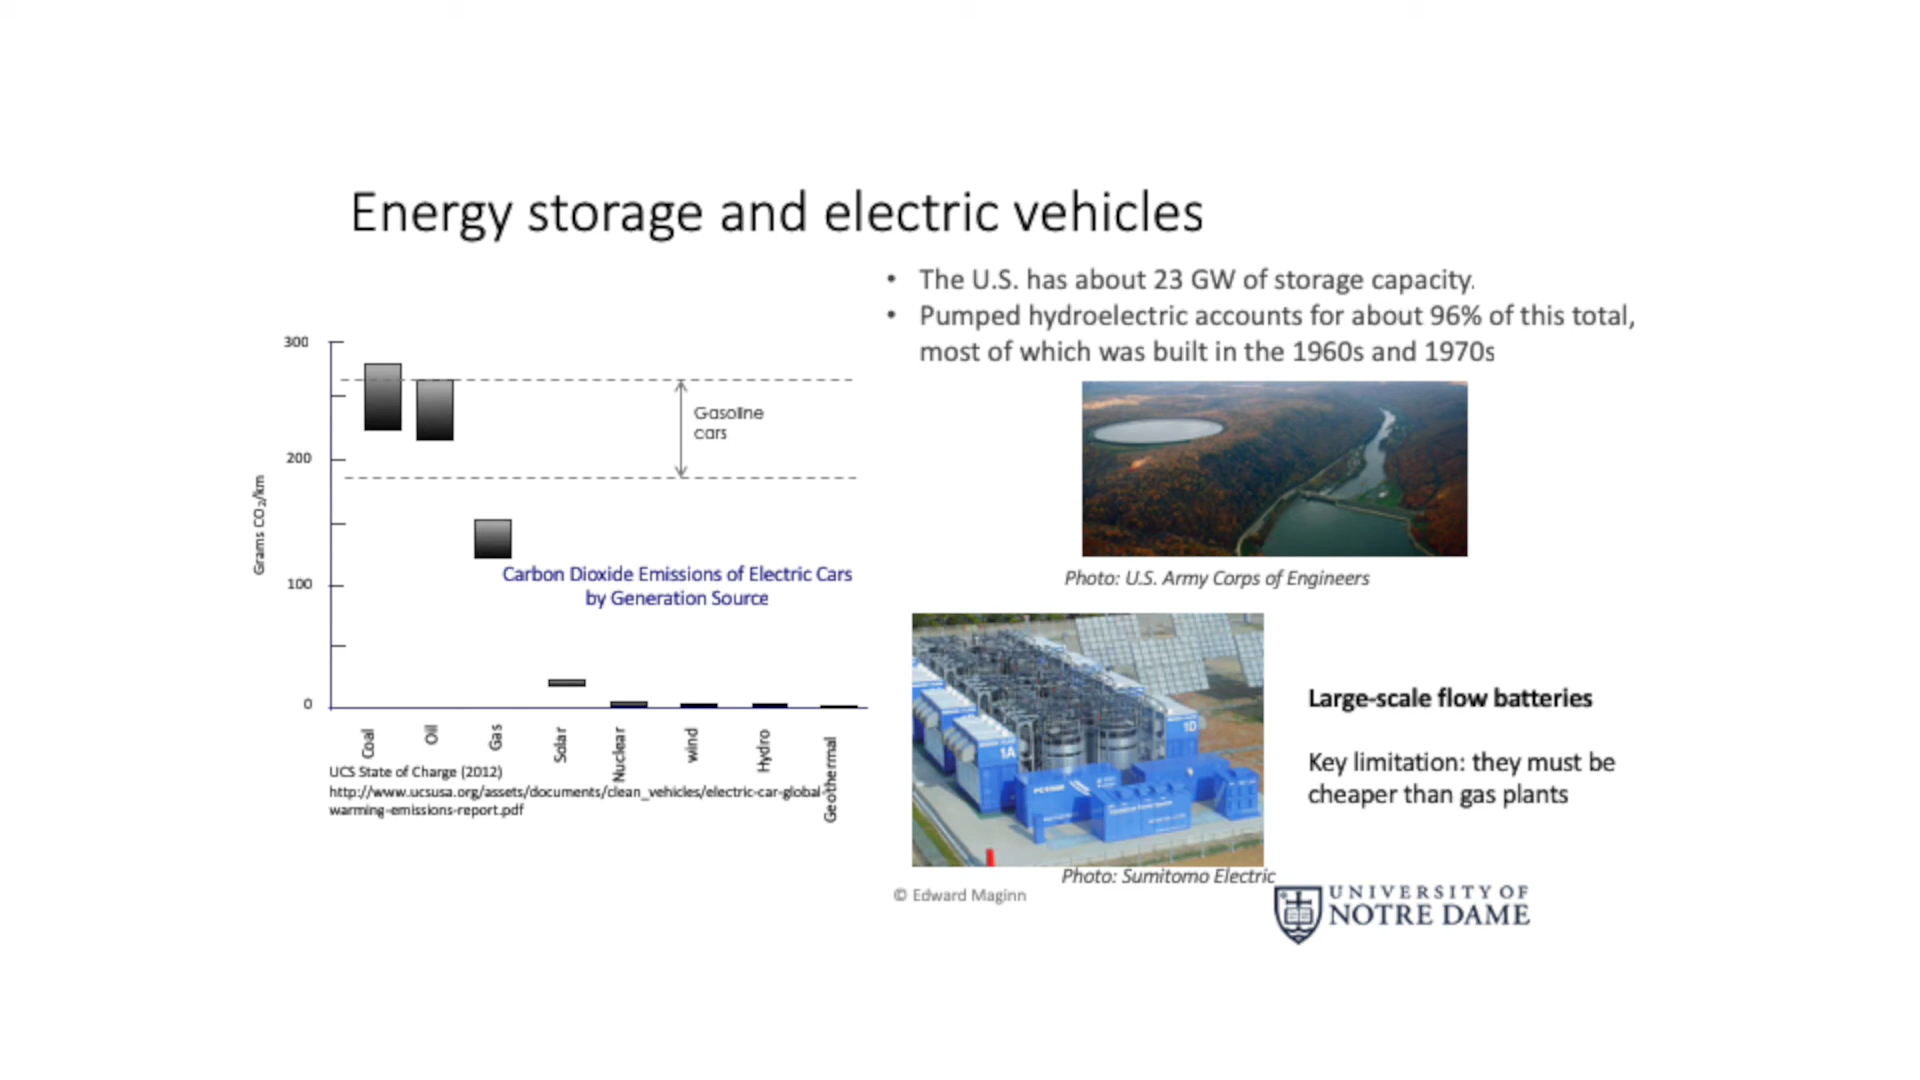 Energy storage and electric vehicles
• The U.S. has about 23 GW of storage capacity.
• Pumped hydroelectric accounts for about 96% of this total,
most of which was built in the 1960s and 1970s
300
200
100
0
Grams CO₂/km
Gasoline
cars
Carbon Dioxide Emissions of Electric Cars
by Generation Source
Coal
Oil
Gas
Solar
Nuclear
wind
Hydro
Geothermal
UCS State of Charge (2012)
http://www.ucsusa.org/assets/documents/clean_vehicles/electric-car-global-
warming-emissions-report.pdf
Photo: U.S. Army Corps of Engineers
1A
1D
Large-scale flow batteries
Key limitation: they must be
cheaper than gas plants
Photo: Sumitomo Electric
© Edward Maginn
UNIVERSITY OF
NOTRE DAME